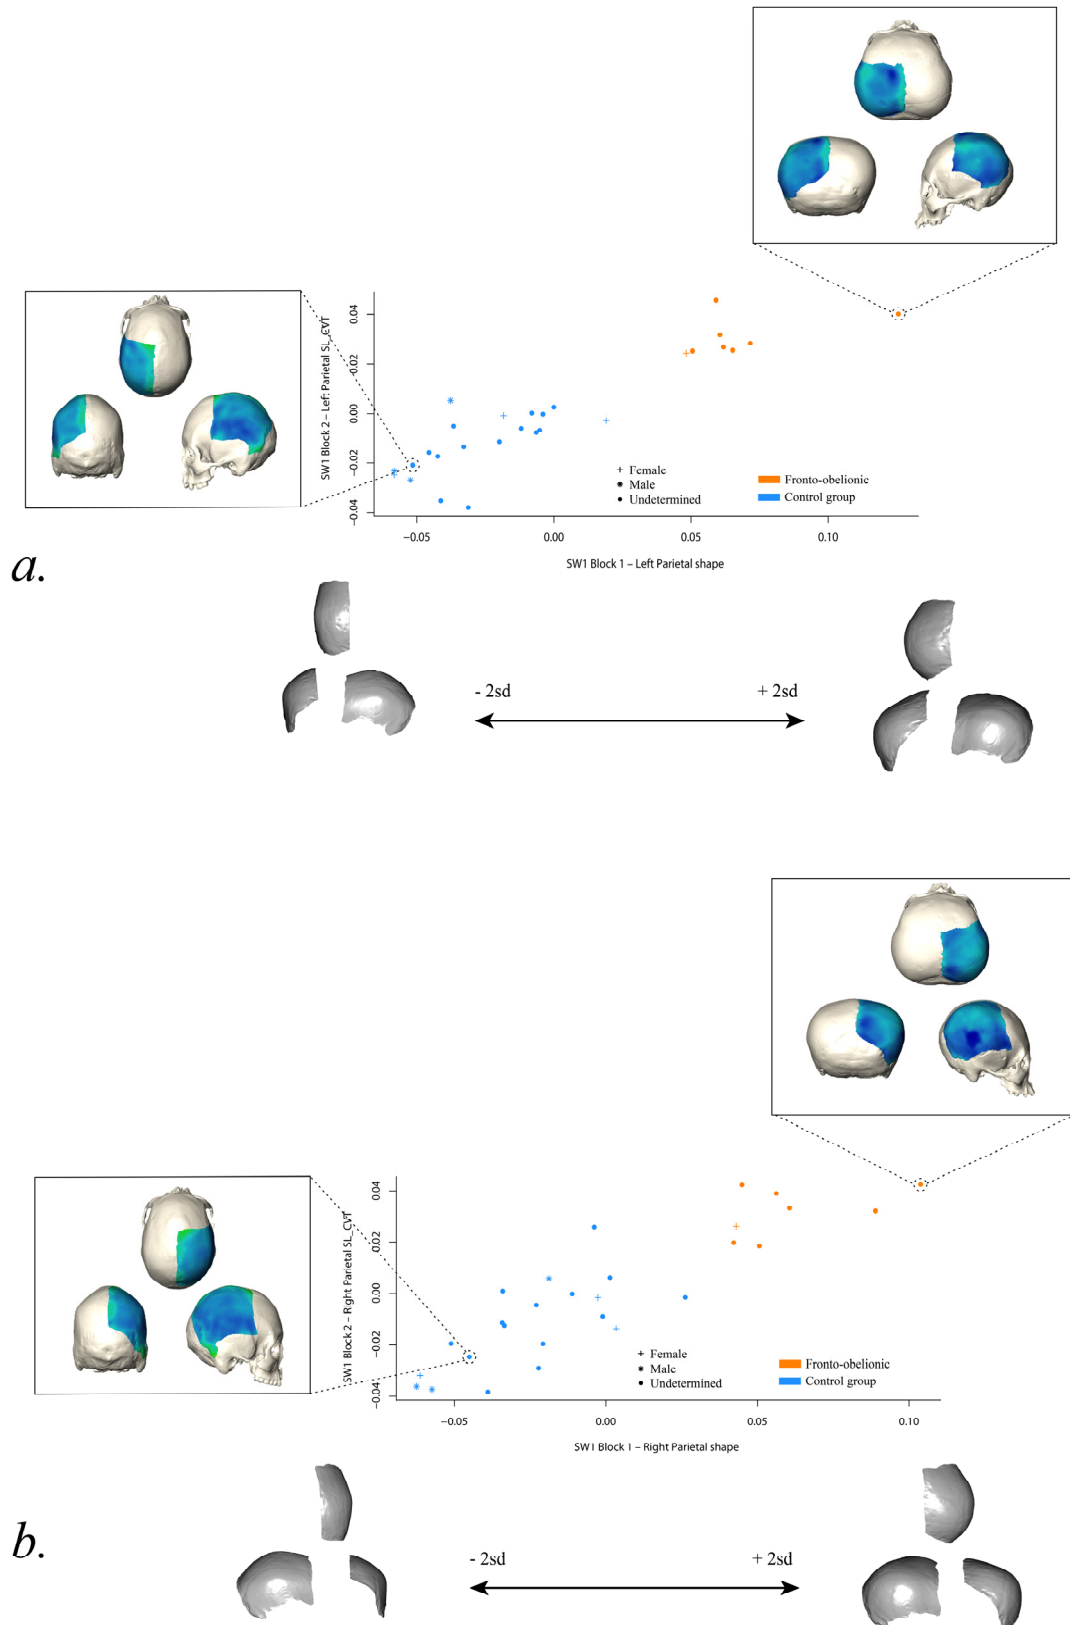 SW1 Block 2 – Left Parietal SL_CVT
0.04
0.02
0.00
−0.02
−0.04
+ Female
* Male
● Undetermined
Fronto-obelionic
Control group
−0.05 0.00 0.05 0.10
SW1 Block 1 – Left Parietal shape
a.
- 2sd + 2sd
SW1 Block 2 – Right Parietal SL_CVT
0.04
0.02
0.00
−0.02
−0.04
+ Female
* Male
● Undetermined
Fronto-obelionic
Control group
−0.05 0.00 0.05 0.10
SW1 Block 1 – Right Parietal shape
b.
- 2sd + 2sd